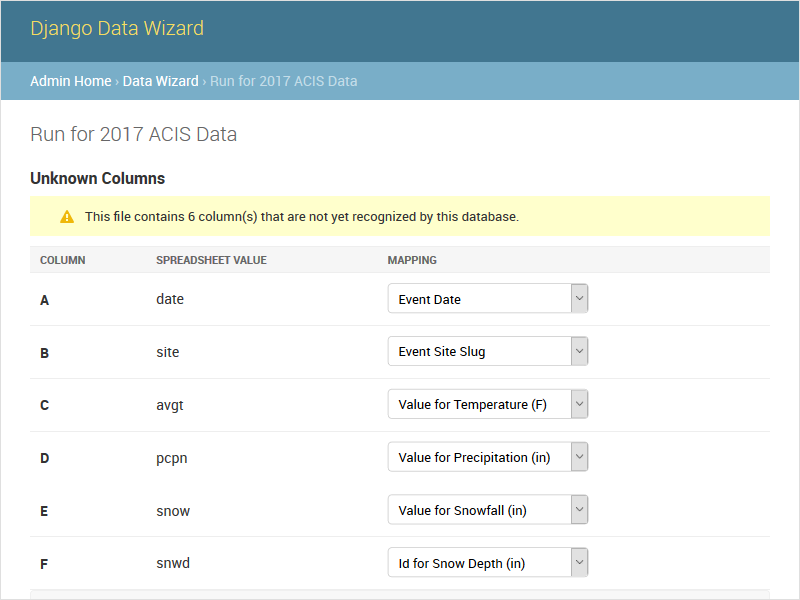 Django Data Wizard
Admin Home › Data Wizard › Run for 2017 ACIS Data
Run for 2017 ACIS Data
Unknown Columns
This file contains 6 column(s) that are not yet recognized by this database.
COLUMN SPREADSHEET VALUE MAPPING
A date Event Date
B site Event Site Slug
C avgt Value for Temperature (F)
D pcpn Value for Precipitation (in)
E snow Value for Snowfall (in)
F snwd Id for Snow Depth (in)